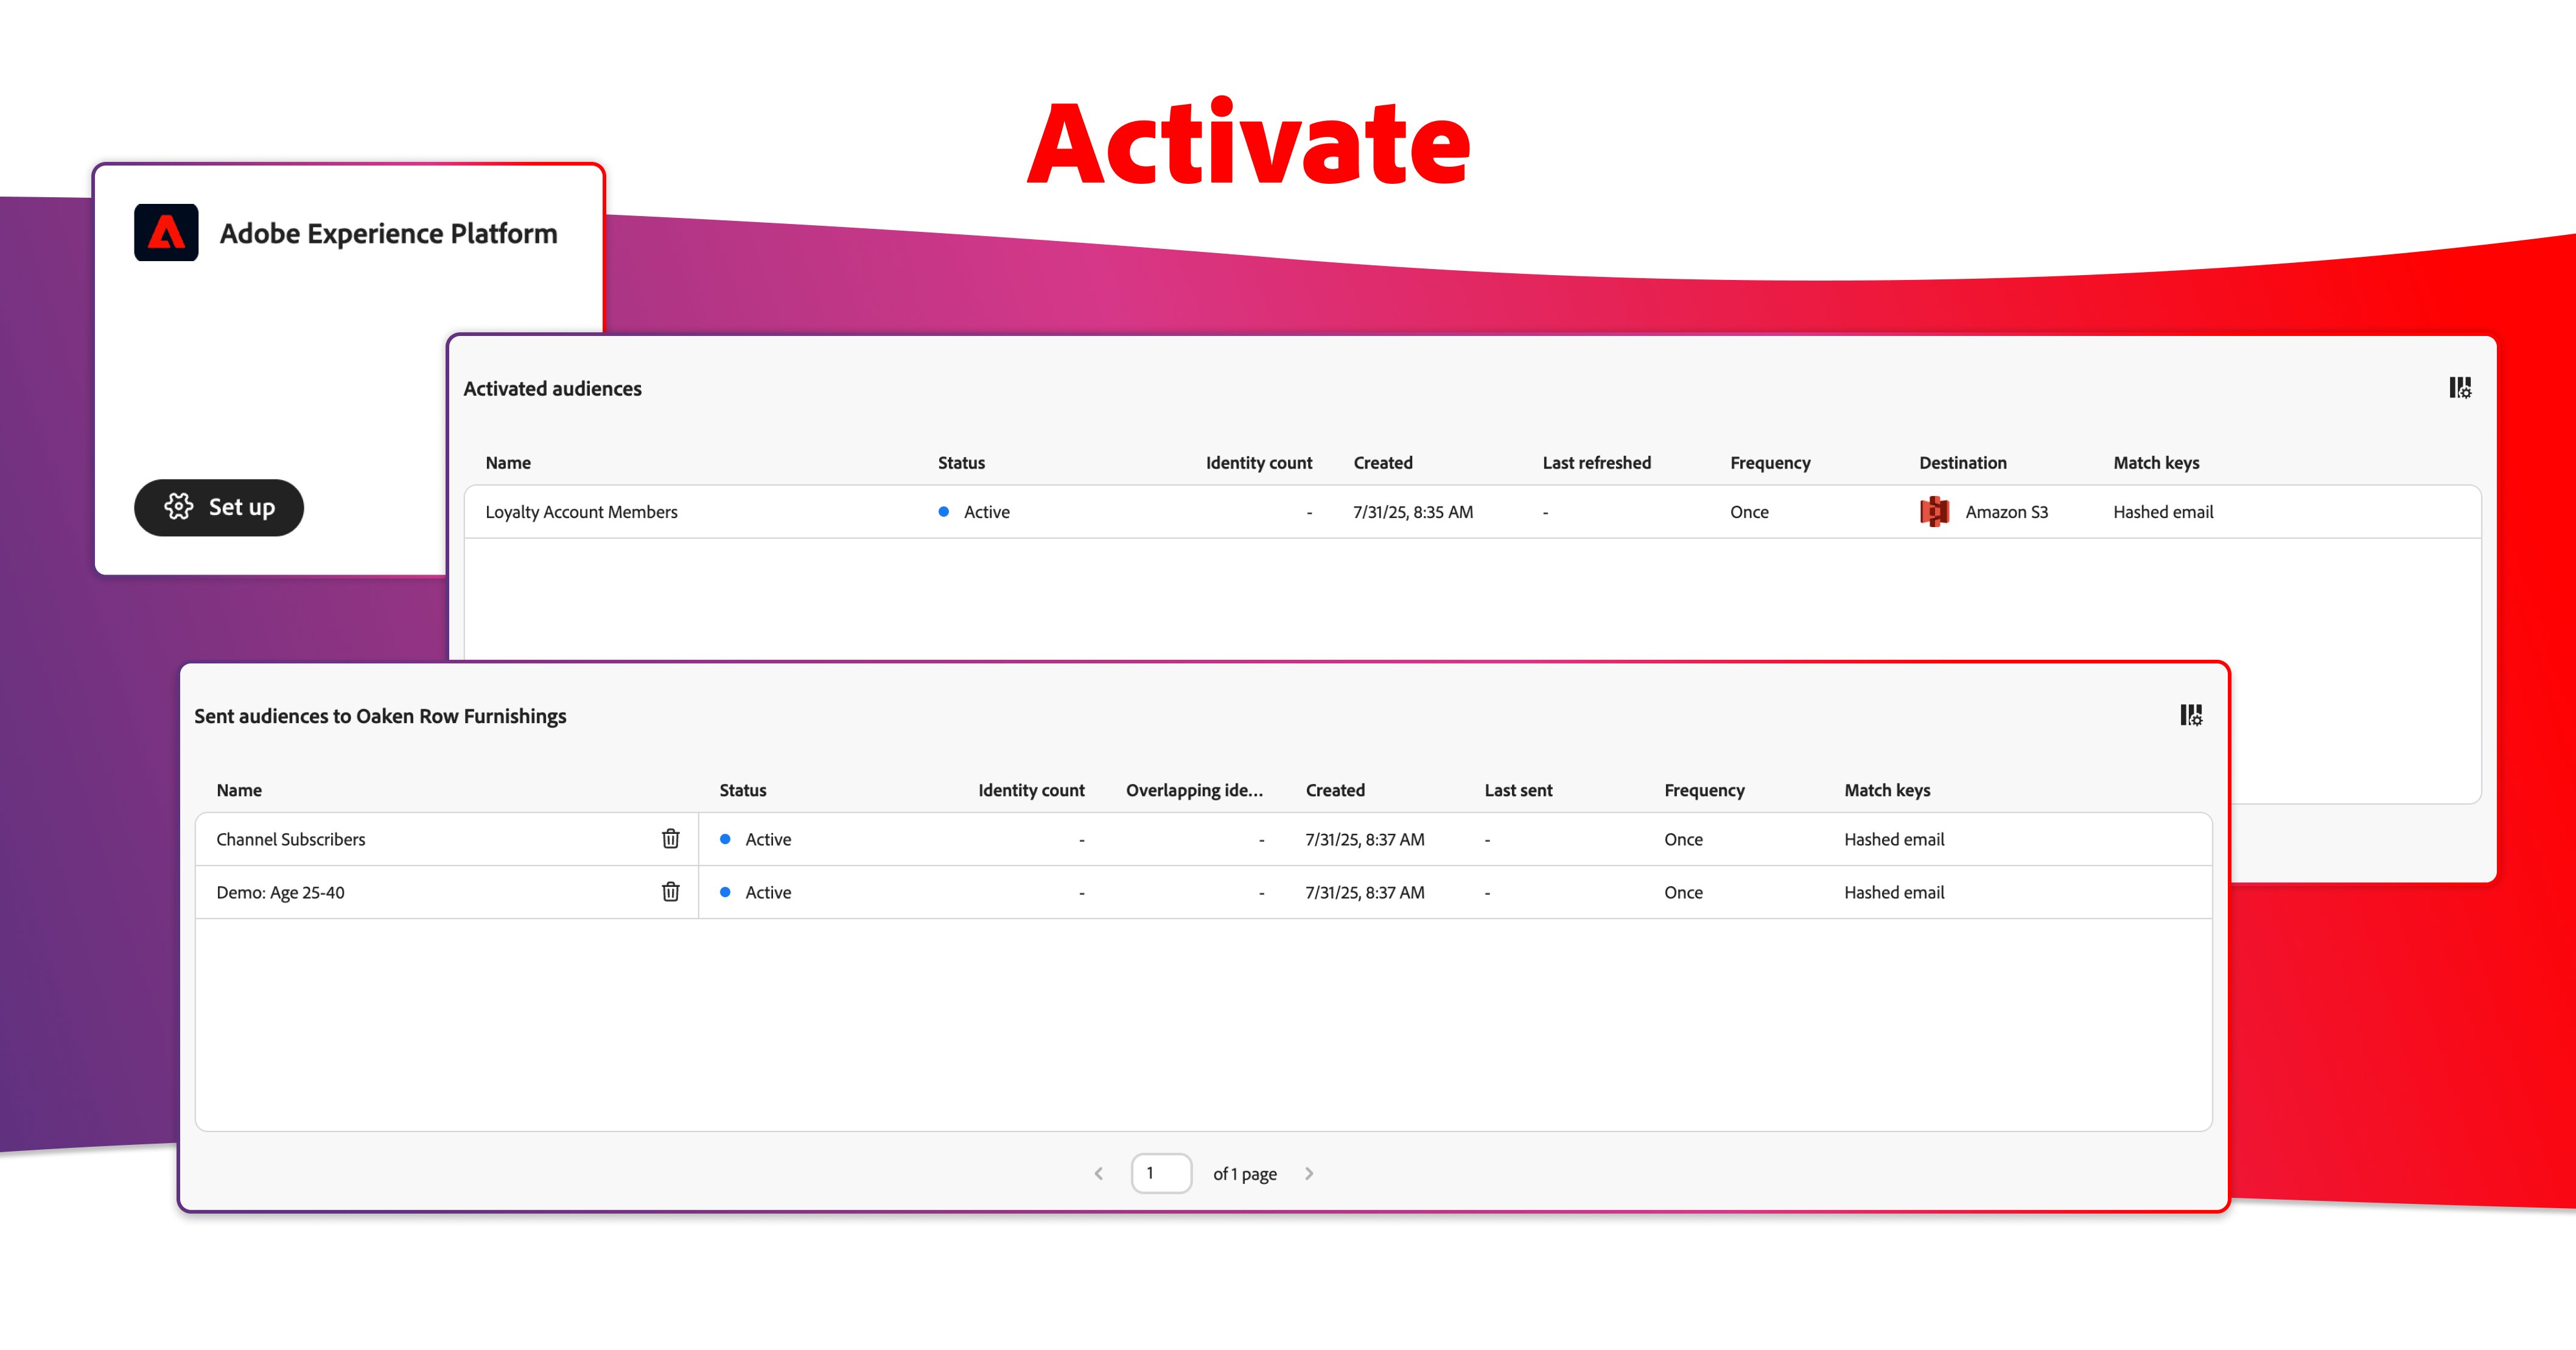 Activate
Adobe Experience Platform
Set up
Activated audiences
Name Status Identity count Created Last refreshed Frequency Destination Match keys
Loyalty Account Members Active - 7/31/25, 8:35 AM - Once Amazon S3 Hashed email
Sent audiences to Oaken Row Furnishings
Name Status Identity count Overlapping ide... Created Last sent Frequency Match keys
Channel Subscribers Active - - 7/31/25, 8:37 AM - Once Hashed email
Demo: Age 25-40 Active - - 7/31/25, 8:37 AM - Once Hashed email
1 of 1 page